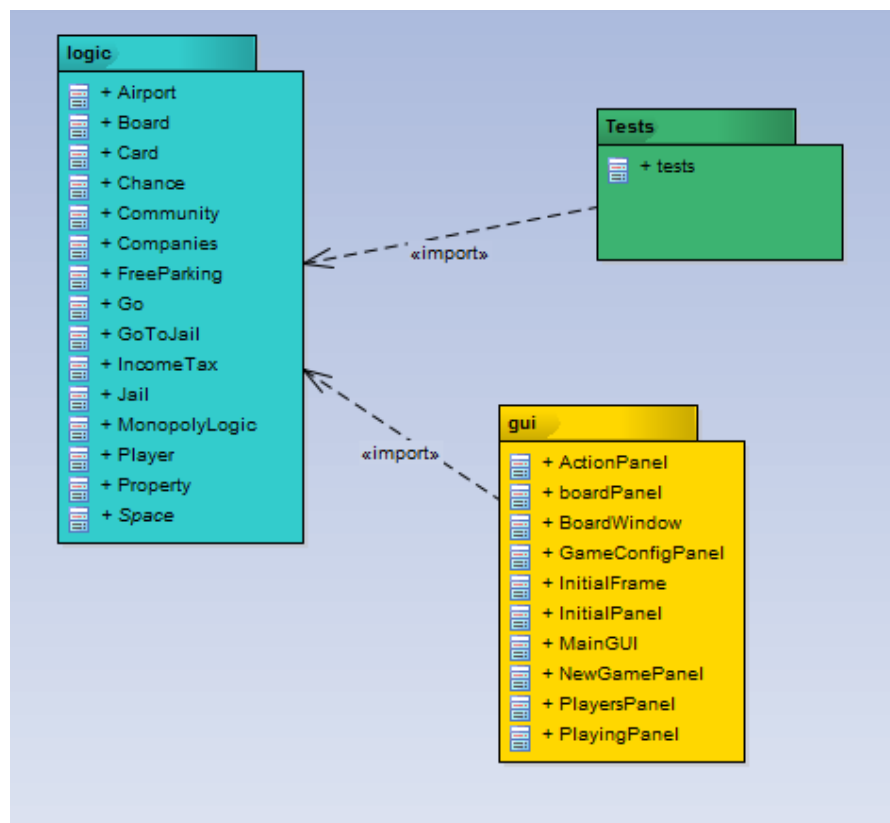 logic
+ Airport
+ Board
+ Card
+ Chance
+ Community
+ Companies
+ FreeParking
+ Go
+ GoToJail
+ IncomeTax
+ Jail
+ MonopolyLogic
+ Player
+ Property
+ Space
Tests
+ tests
«import»
«import»
gui
+ ActionPanel
+ boardPanel
+ BoardWindow
+ GameConfigPanel
+ InitialFrame
+ InitialPanel
+ MainGUI
+ NewGamePanel
+ PlayersPanel
+ PlayingPanel